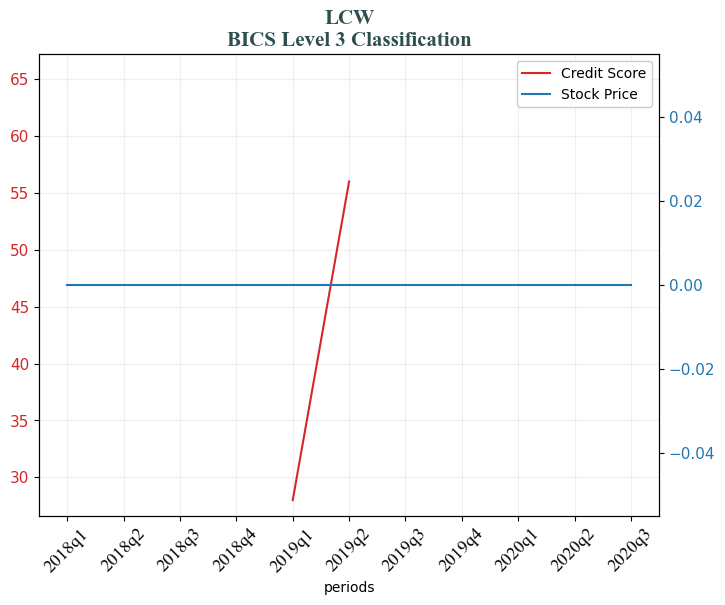 LCW
BICS Level 3 Classification
Credit Score
Stock Price
65
60
55
50
45
40
35
30
0.04
0.02
0.00
−0.02
−0.04
2018q1
2018q2
2018q3
2018q4
2019q1
2019q2
2019q3
2019q4
2020q1
2020q2
2020q3
periods